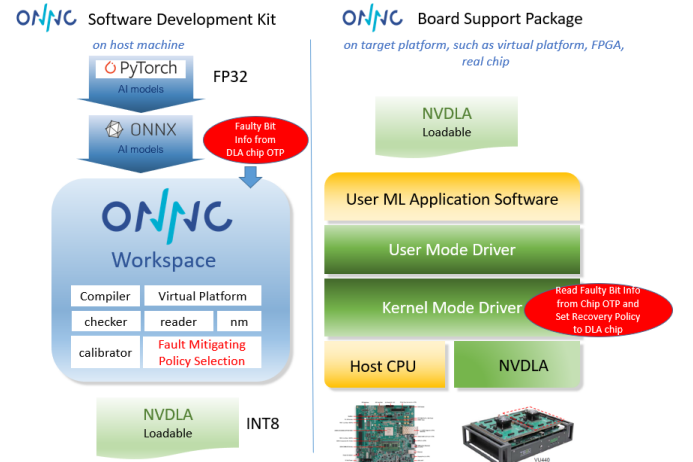 ONNC Software Development Kit
on host machine
PyTorch
AI models
FP32
ONNX
AI models
Faulty Bit
Info from
DLA chip OTP
ONNC
Workspace
Compiler
Virtual Platform
checker
reader
nm
calibrator
Fault Mitigating
Policy Selection
NVDLA
Loadable
INT8
ONNC Board Support Package
on target platform, such as virtual platform, FPGA,
real chip
NVDLA
Loadable
User ML Application Software
User Mode Driver
Kernel Mode Driver
Read Faulty Bit Info
from Chip OTP and
Set Recovery Policy
to DLA chip
Host CPU
NVDLA
VU440